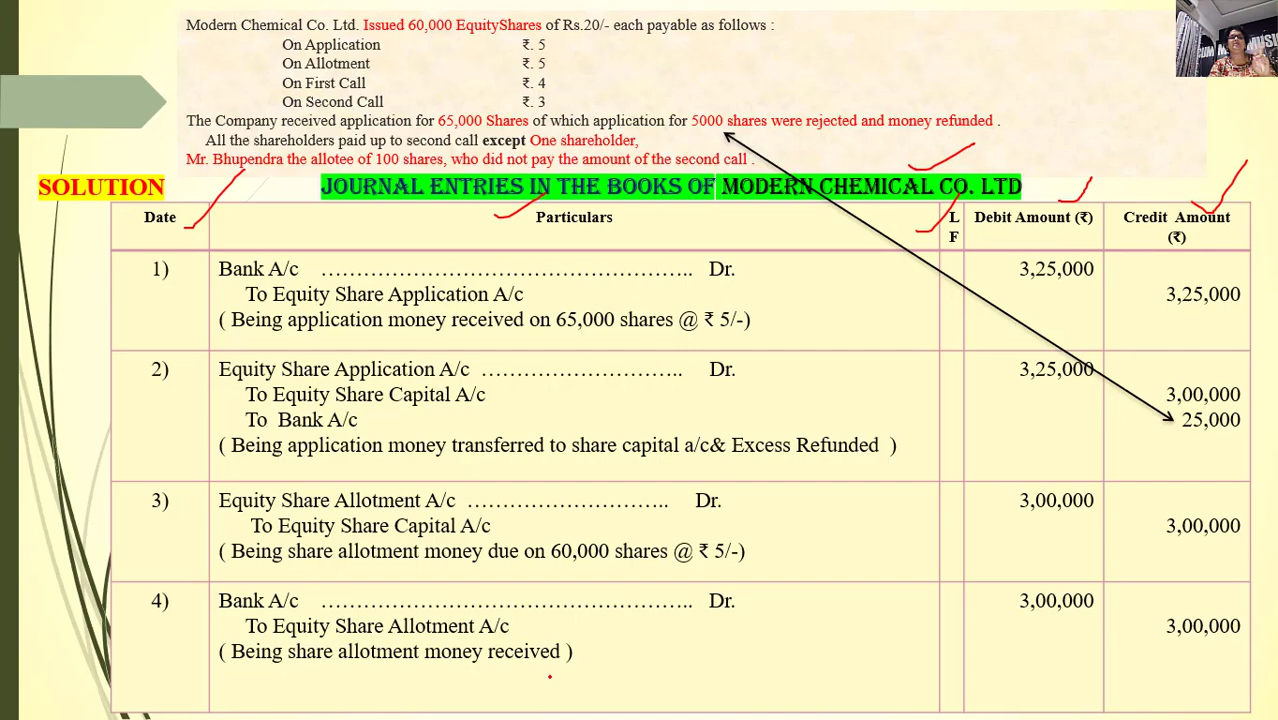 Modern Chemical Co. Ltd. Issued 60,000 EquityShares of Rs.20/- each payable as follows :
On Application ₹. 5
On Allotment ₹. 5
On First Call ₹. 4
On Second Call ₹. 3
The Company received application for 65,000 Shares of which application for 5000 shares were rejected and money refunded .
All the shareholders paid up to second call except One shareholder,
Mr. Bhupendra the allotee of 100 shares, who did not pay the amount of the second call .
SOLUTION JOURNAL ENTRIES IN THE BOOKS OF MODERN CHEMICAL CO. LTD
Date Particulars L F Debit Amount (₹) Credit Amount (₹)
1) Bank A/c …………………………………………….. Dr. 3,25,000
To Equity Share Application A/c 3,25,000
( Being application money received on 65,000 shares @ ₹ 5/-)
2) Equity Share Application A/c ……………………….. Dr. 3,25,000
To Equity Share Capital A/c 3,00,000
To Bank A/c 25,000
( Being application money transferred to share capital a/c& Excess Refunded )
3) Equity Share Allotment A/c ……………………….. Dr. 3,00,000
To Equity Share Capital A/c 3,00,000
( Being share allotment money due on 60,000 shares @ ₹ 5/-)
4) Bank A/c …………………………………………….. Dr. 3,00,000
To Equity Share Allotment A/c 3,00,000
( Being share allotment money received )